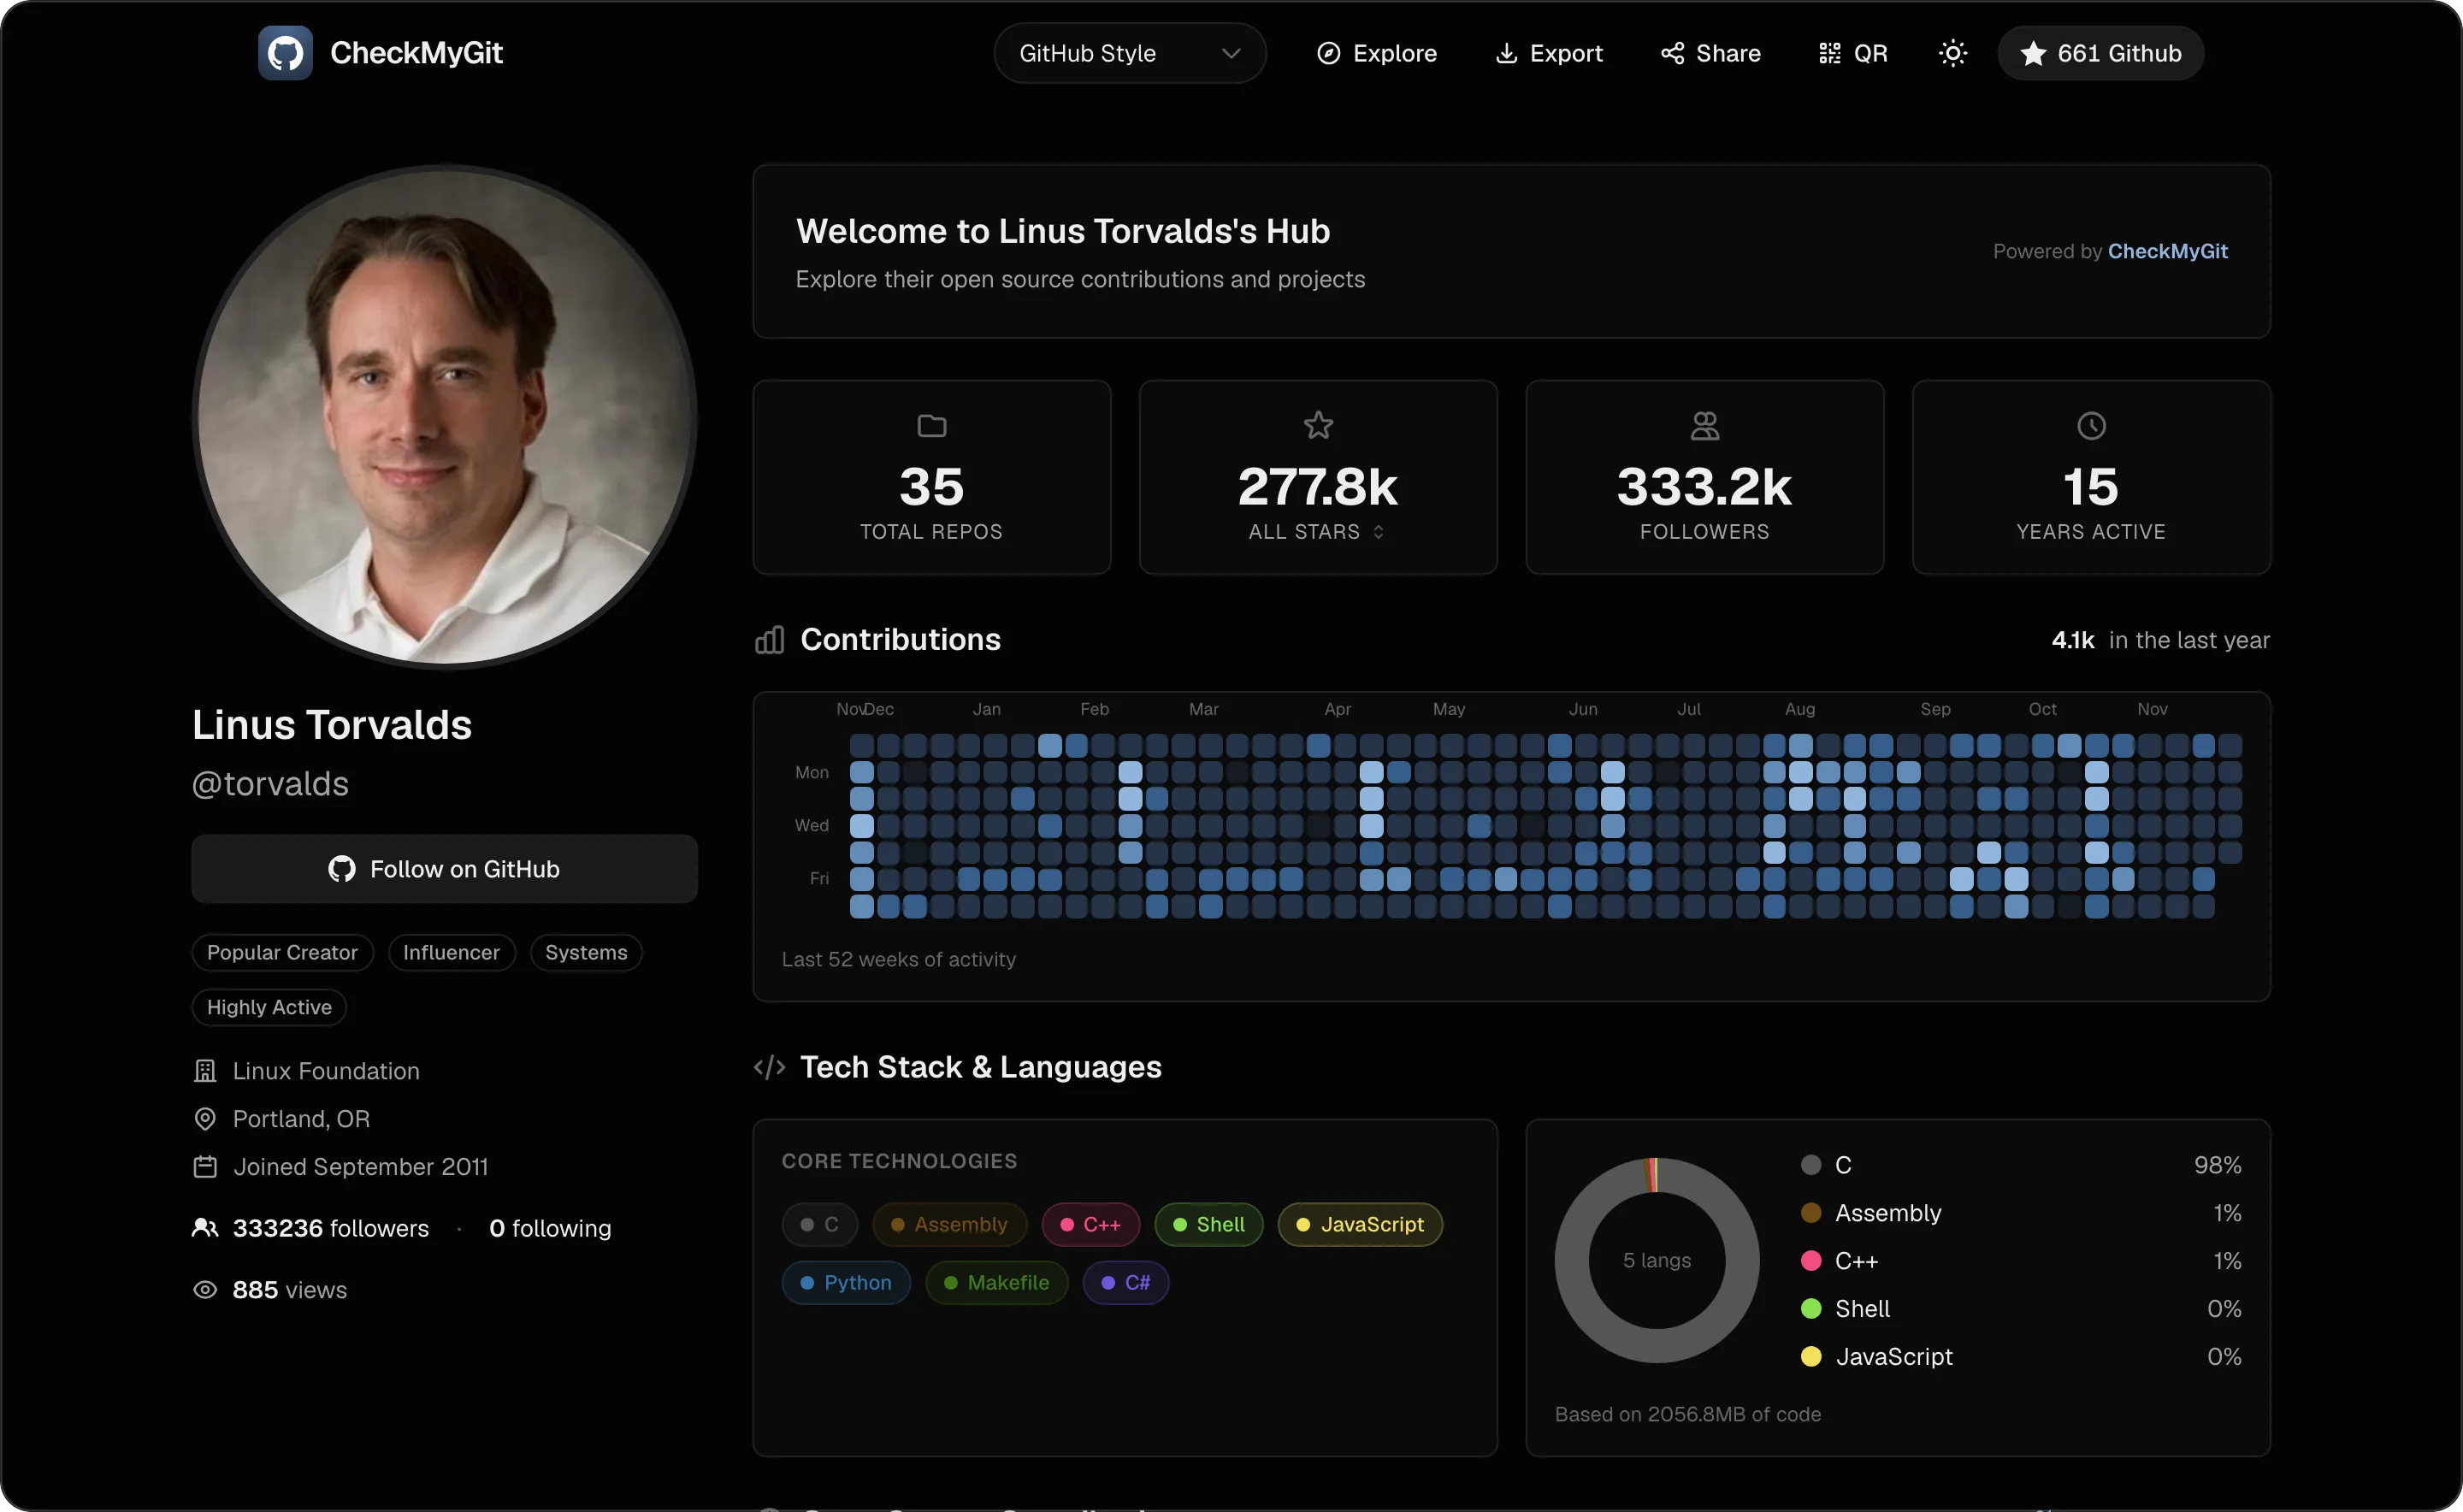 CheckMyGit
GitHub Style
Explore
Export
Share
QR
661 Github
Linus Torvalds
@torvalds
Follow on GitHub
Popular Creator
Influencer
Systems
Highly Active
Linux Foundation
Portland, OR
Joined September 2011
333236 followers · 0 following
885 views
Welcome to Linus Torvalds's Hub
Explore their open source contributions and projects
Powered by CheckMyGit
35
TOTAL REPOS
277.8k
ALL STARS
333.2k
FOLLOWERS
15
YEARS ACTIVE
Contributions
4.1k in the last year
Nov Dec Jan Feb Mar Apr May Jun Jul Aug Sep Oct Nov
Mon
Wed
Fri
Last 52 weeks of activity
</> Tech Stack & Languages
CORE TECHNOLOGIES
C
Assembly
C++
Shell
JavaScript
Python
Makefile
C#
5 langs
C 98%
Assembly 1%
C++ 1%
Shell 0%
JavaScript 0%
Based on 2056.8MB of code